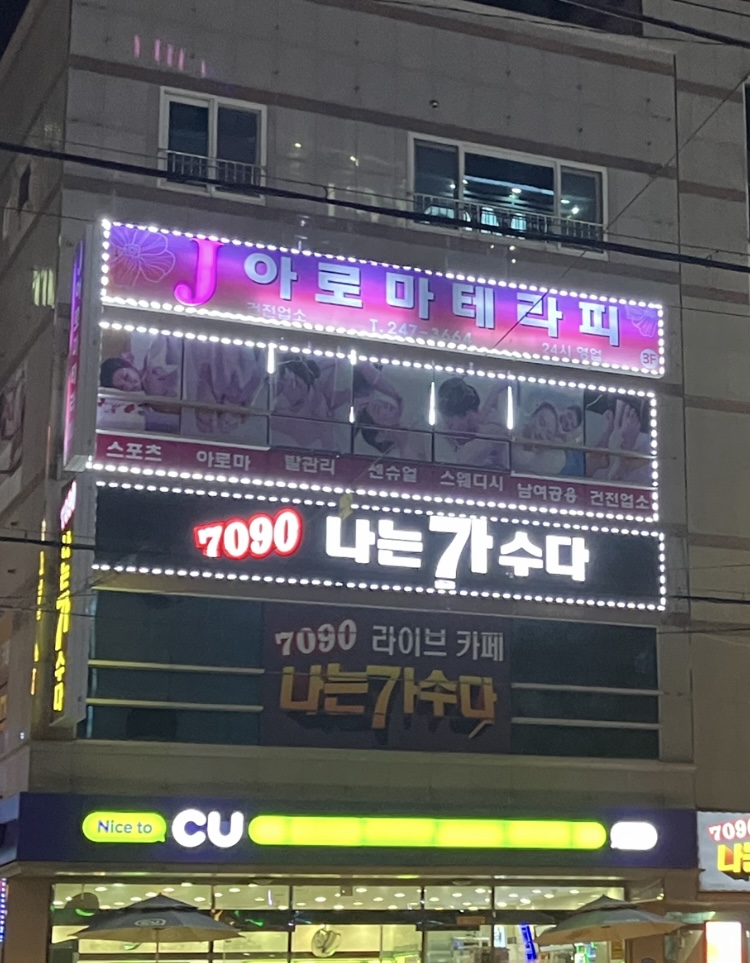 J 아로마테라피
건전업소 T.247-3664 24시 영업 3F
스포츠 아로마 발관리 센슈얼 스웨디시 남여공용 건전업소
7090 나는가수다
7090 라이브 카페
나는가수다
Nice to CU
7090